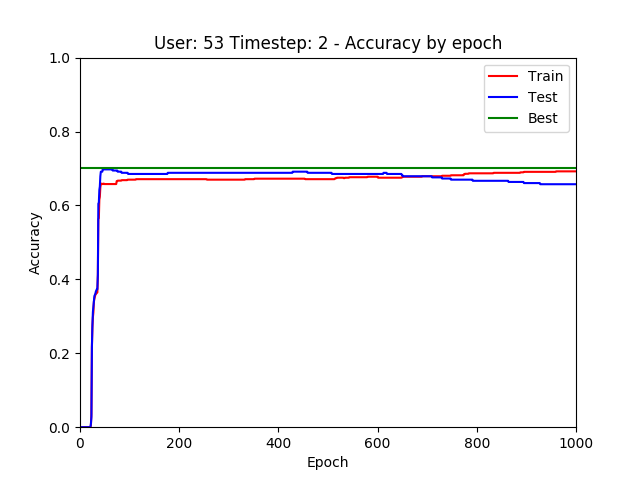 User: 53 Timestep: 2 - Accuracy by epoch
1.0
0.8
0.6
0.4
0.2
0.0
Accuracy
Train
Test
Best
0 200 400 600 800 1000
Epoch